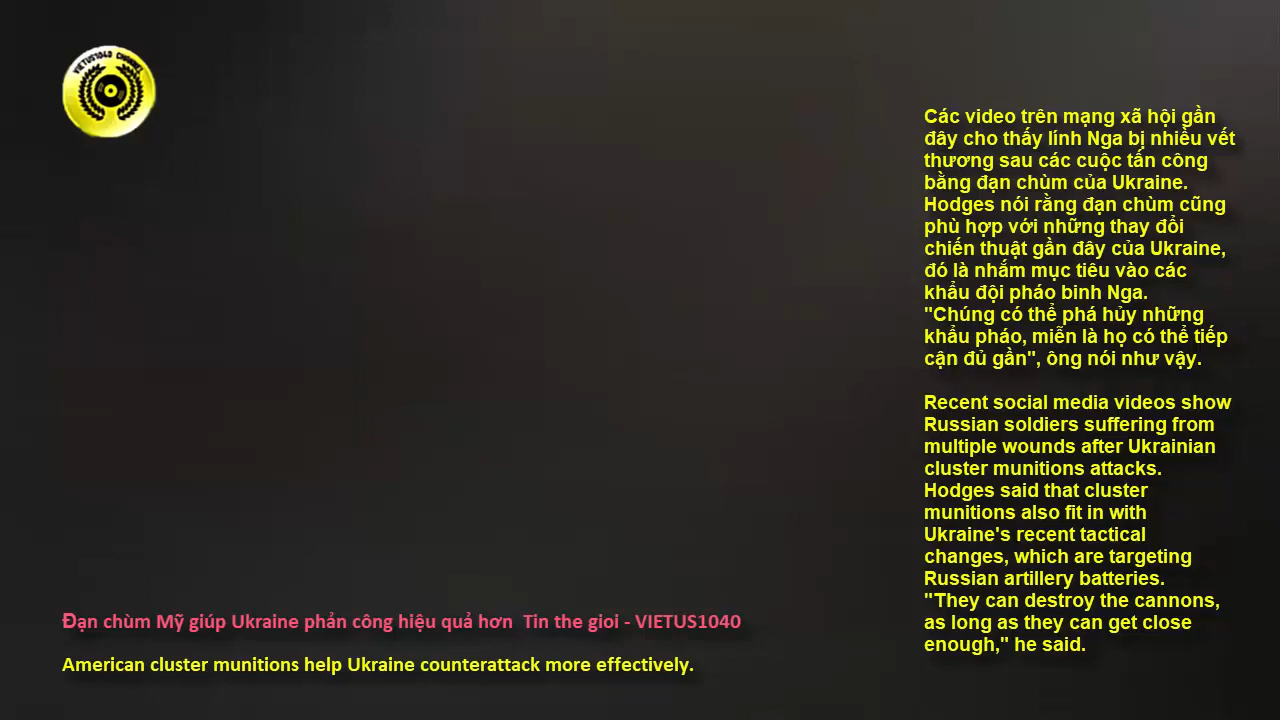 VIETUS1040 CHANNEL
Các video trên mạng xã hội gần
đây cho thấy lính Nga bị nhiều vết
thương sau các cuộc tấn công
bằng đạn chùm của Ukraine.
Hodges nói rằng đạn chùm cũng
phù hợp với những thay đổi
chiến thuật gần đây của Ukraine,
đó là nhắm mục tiêu vào các
khẩu đội pháo binh Nga.
"Chúng có thể phá hủy những
khẩu pháo, miễn là họ có thể tiếp
cận đủ gần", ông nói như vậy.
Recent social media videos show
Russian soldiers suffering from
multiple wounds after Ukrainian
cluster munitions attacks.
Hodges said that cluster
munitions also fit in with
Ukraine's recent tactical
changes, which are targeting
Russian artillery batteries.
"They can destroy the cannons,
as long as they can get close
enough," he said.
Đạn chùm Mỹ giúp Ukraine phản công hiệu quả hơn  Tin the gioi - VIETUS1040
American cluster munitions help Ukraine counterattack more effectively.